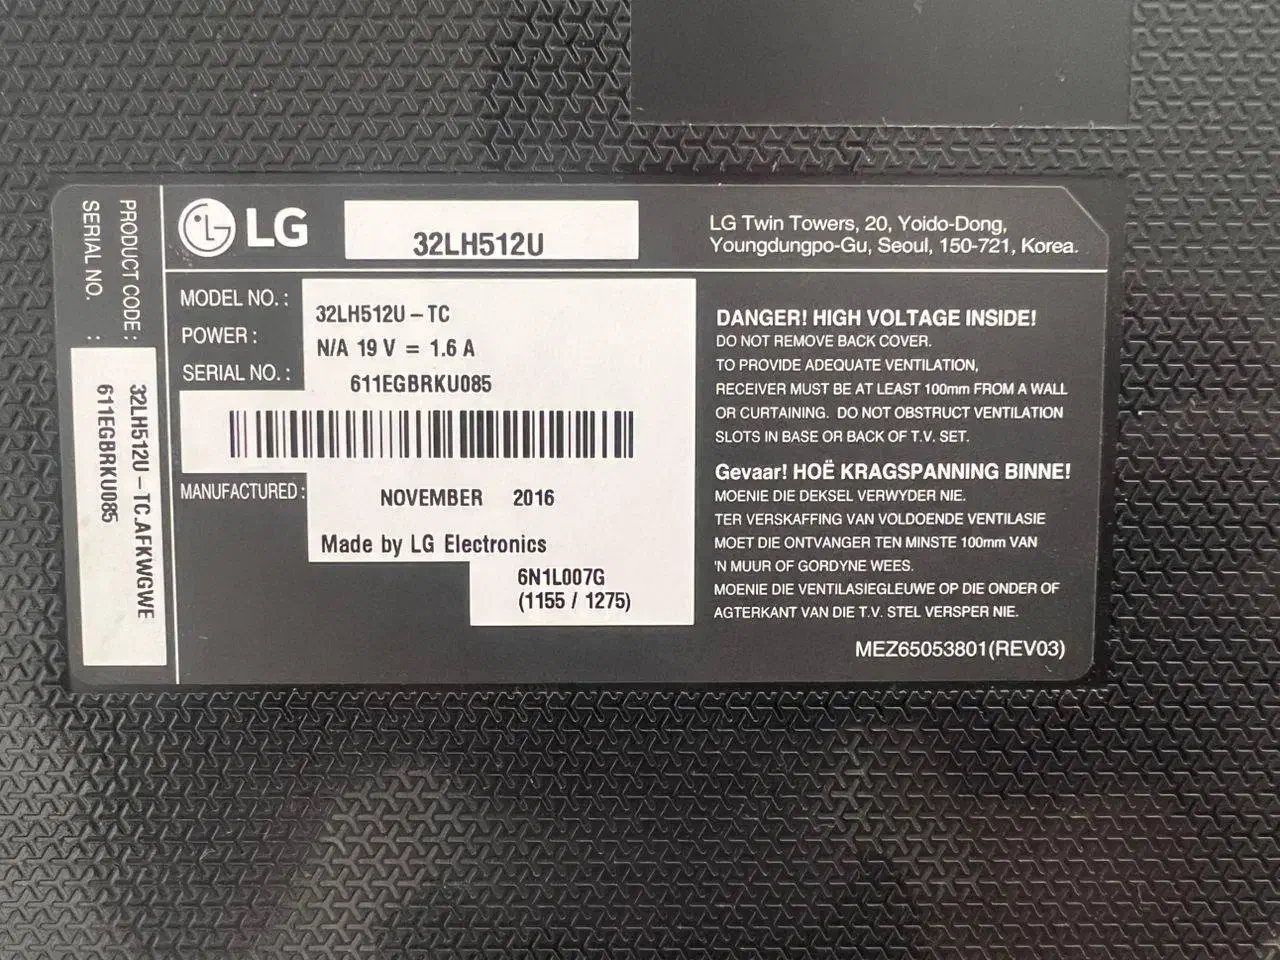 PRODUCT CODE :
SERIAL NO. :
32LH512U - TC.AFKWGWE
611EGBRKU085
LG
32LH512U
LG Twin Towers, 20, Yoido-Dong,
Youngdungpo-Gu, Seoul, 150-721, Korea.
MODEL NO. :
32LH512U - TC
POWER :
N/A 19 V = 1.6 A
SERIAL NO. :
611EGBRKU085
MANUFACTURED :
NOVEMBER 2016
Made by LG Electronics
6N1L007G
(1155 / 1275)
DANGER! HIGH VOLTAGE INSIDE!
DO NOT REMOVE BACK COVER.
TO PROVIDE ADEQUATE VENTILATION,
RECEIVER MUST BE AT LEAST 100mm FROM A WALL
OR CURTAINING. DO NOT OBSTRUCT VENTILATION
SLOTS IN BASE OR BACK OF T.V. SET.
Gevaar! HOË KRAGSPANNING BINNE!
MOENIE DIE DEKSEL VERWYDER NIE.
TER VERSKAFFING VAN VOLDOENDE VENTILASIE
MOET DIE ONTVANGER TEN MINSTE 100mm VAN
'N MUUR OF GORDYNE WEES.
MOENIE DIE VENTILASIEGLEUWE OP DIE ONDER OF
AGTERKANT VAN DIE T.V. STEL VERSPER NIE.
MEZ65053801(REV03)